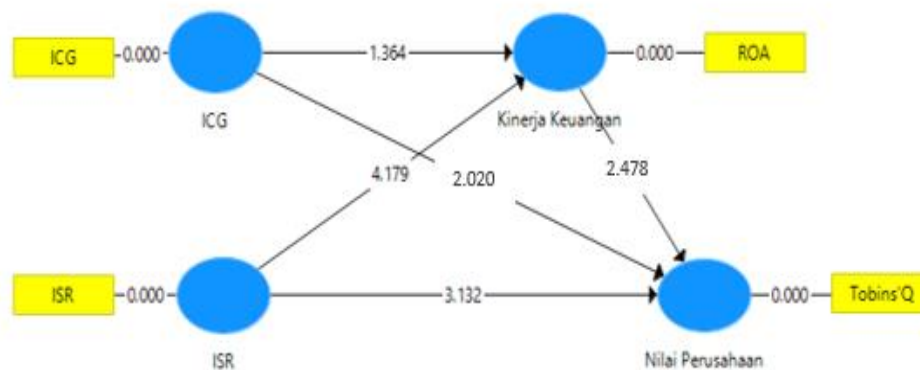 ICG
0.000
ICG
1.364
Kinerja Keuangan
0.000
ROA
4.179
2.020
2.478
ISR
0.000
ISR
3.132
Nilai Perusahaan
0.000
Tobins'Q